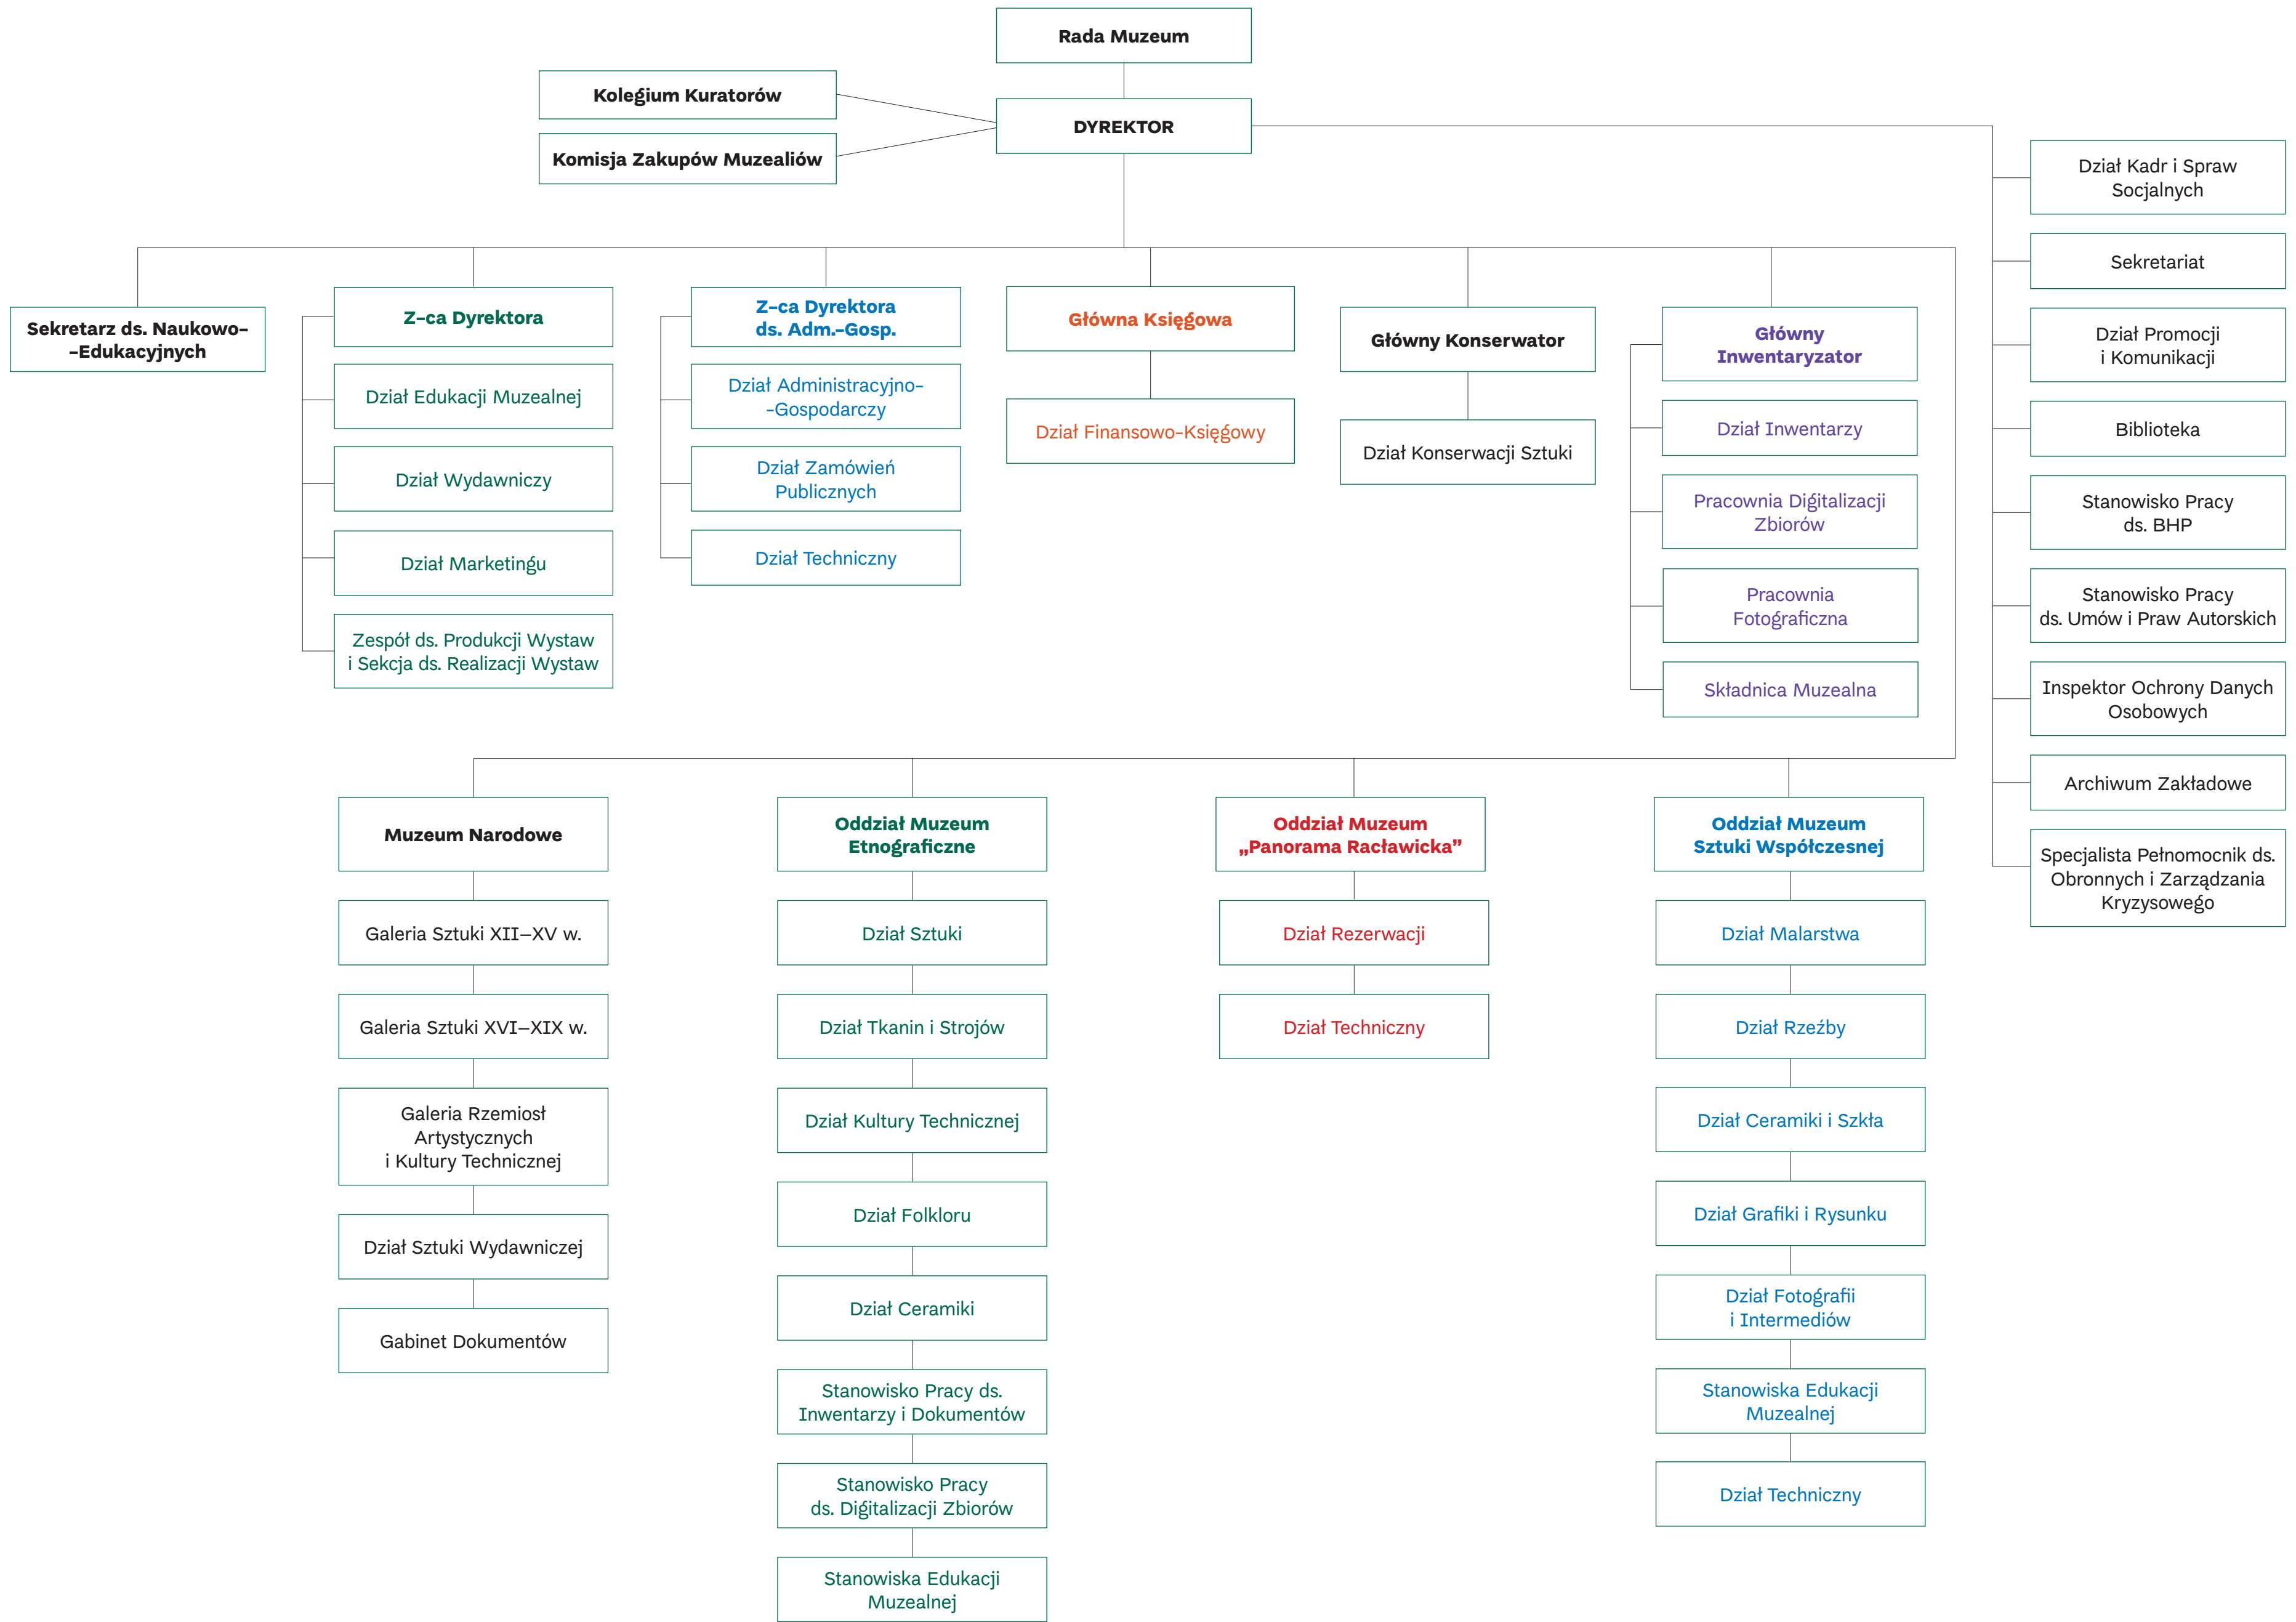 Rada Muzeum
Kolegium Kuratorów
DYREKTOR
Komisja Zakupów Muzealiów
Dział Kadr i Spraw
Socjalnych
Sekretariat
Dział Promocji
i Komunikacji
Biblioteka
Stanowisko Pracy
ds. BHP
Stanowisko Pracy
ds. Umów i Praw Autorskich
Inspektor Ochrony Danych
Osobowych
Archiwum Zakładowe
Specjalista Pełnomocnik ds.
Obronnych i Zarządzania
Kryzysowego
Sekretarz ds. Naukowo-
-Edukacyjnych
Z-ca Dyrektora
Dział Edukacji Muzealnej
Dział Wydawniczy
Dział Marketingu
Zespół ds. Produkcji Wystaw
i Sekcja ds. Realizacji Wystaw
Z-ca Dyrektora
ds. Adm.-Gosp.
Dział Administracyjno-
-Gospodarczy
Dział Zamówień
Publicznych
Dział Techniczny
Główna Księgowa
Dział Finansowo-Księgowy
Główny Konserwator
Dział Konserwacji Sztuki
Główny
Inwentaryzator
Dział Inwentarzy
Pracownia Digitalizacji
Zbiorów
Pracownia
Fotograficzna
Składnica Muzealna
Muzeum Narodowe
Galeria Sztuki XII–XV w.
Galeria Sztuki XVI–XIX w.
Galeria Rzemiosł
Artystycznych
i Kultury Technicznej
Dział Sztuki Wydawniczej
Gabinet Dokumentów
Oddział Muzeum
Etnograficzne
Dział Sztuki
Dział Tkanin i Strojów
Dział Kultury Technicznej
Dział Folkloru
Dział Ceramiki
Stanowisko Pracy ds.
Inwentarzy i Dokumentów
Stanowisko Pracy
ds. Digitalizacji Zbiorów
Stanowiska Edukacji
Muzealnej
Oddział Muzeum
„Panorama Racławicka”
Dział Rezerwacji
Dział Techniczny
Oddział Muzeum
Sztuki Współczesnej
Dział Malarstwa
Dział Rzeźby
Dział Ceramiki i Szkła
Dział Grafiki i Rysunku
Dział Fotografii
i Intermediów
Stanowiska Edukacji
Muzealnej
Dział Techniczny